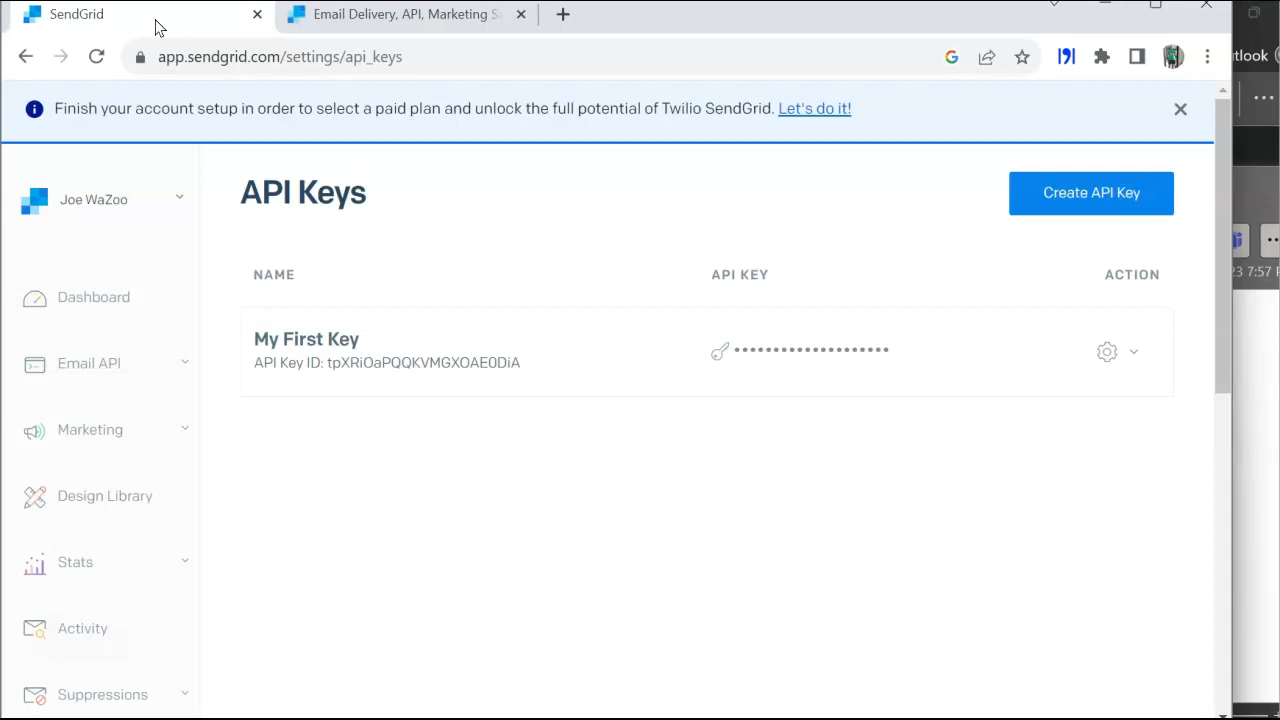 SendGrid
Email Delivery, API, Marketing S
app.sendgrid.com/settings/api_keys
tlook
Finish your account setup in order to select a paid plan and unlock the full potential of Twilio SendGrid. Let's do it!
Joe WaZoo
API Keys
Create API Key
NAME
API KEY
ACTION
23 7:57
Dashboard
My First Key
API Key ID: tpXRiOaPQQKVMGXOAE0DiA
••••••••••••••••••••
Email API
Marketing
Design Library
Stats
Activity
Suppressions